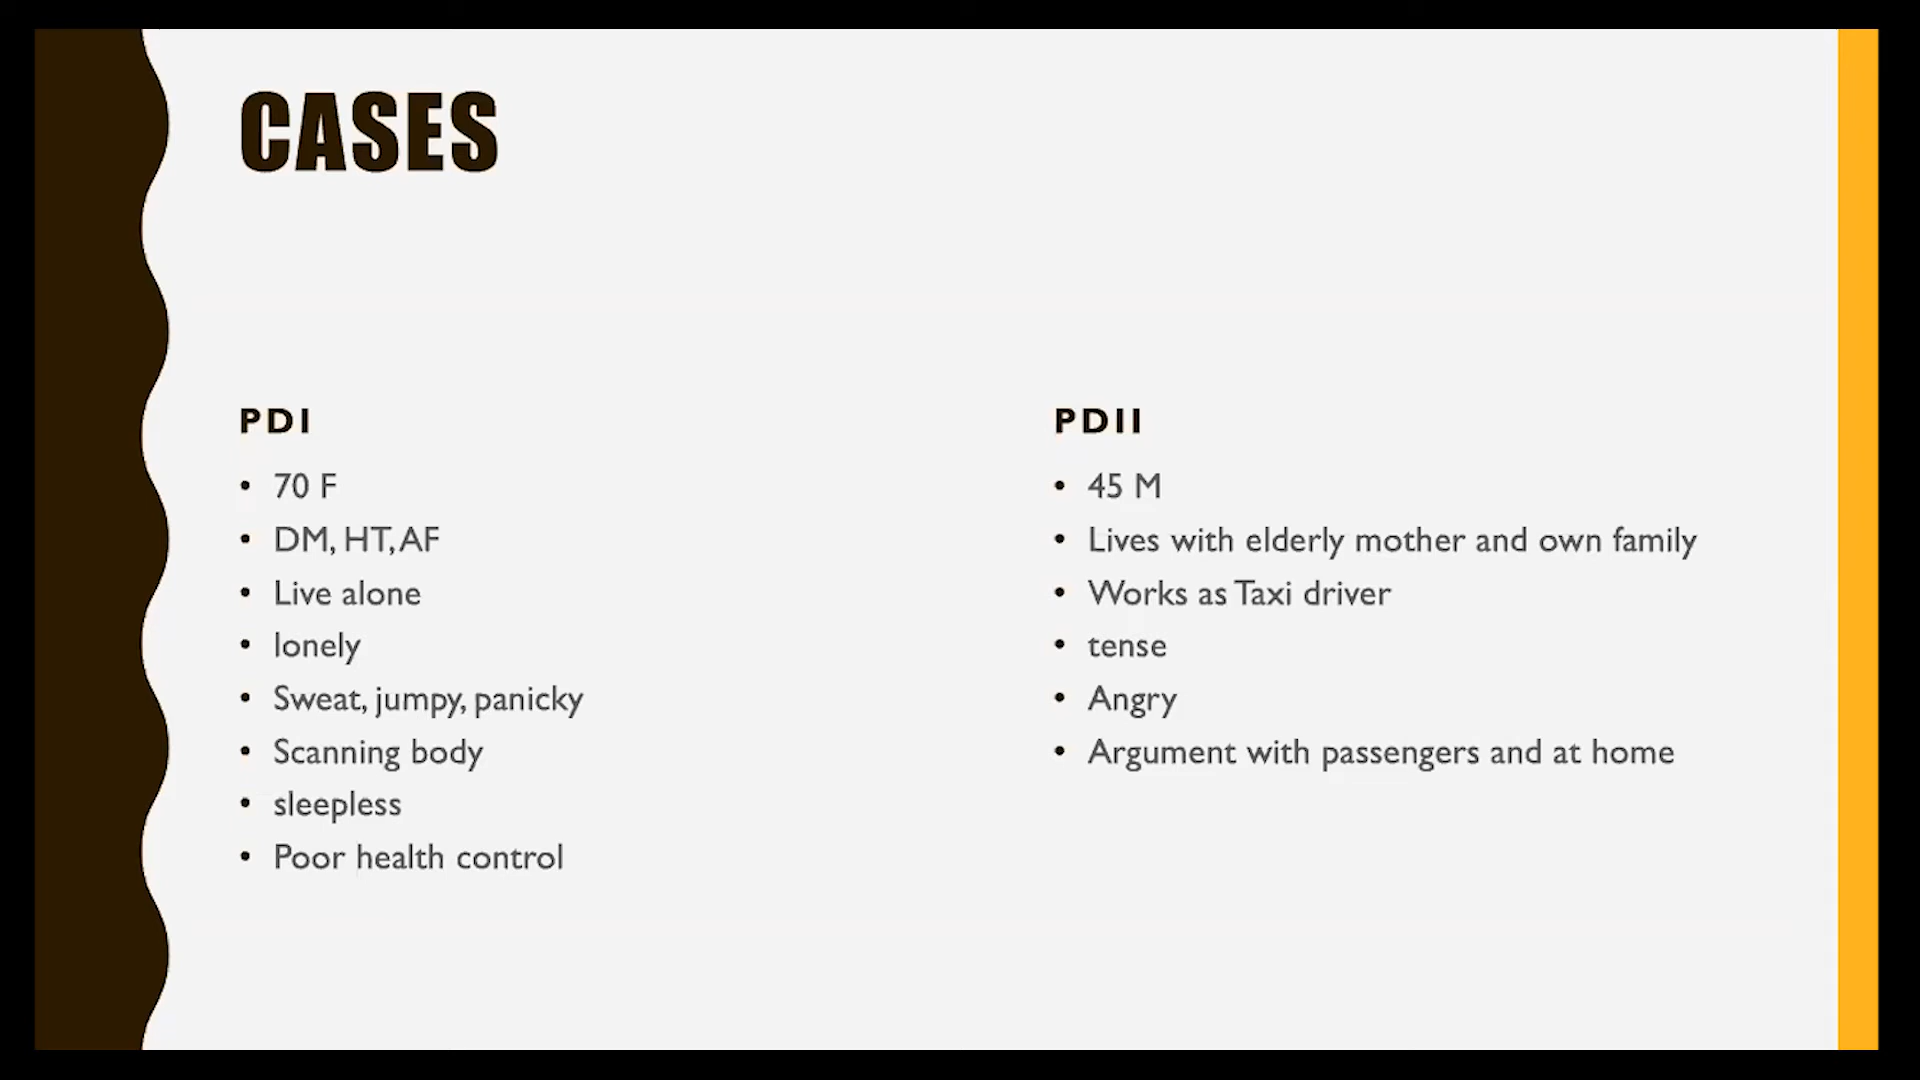 CASES
PDI
• 70 F
• DM, HT, AF
• Live alone
• lonely
• Sweat, jumpy, panicky
• Scanning body
• sleepless
• Poor health control
PDII
• 45 M
• Lives with elderly mother and own family
• Works as Taxi driver
• tense
• Angry
• Argument with passengers and at home